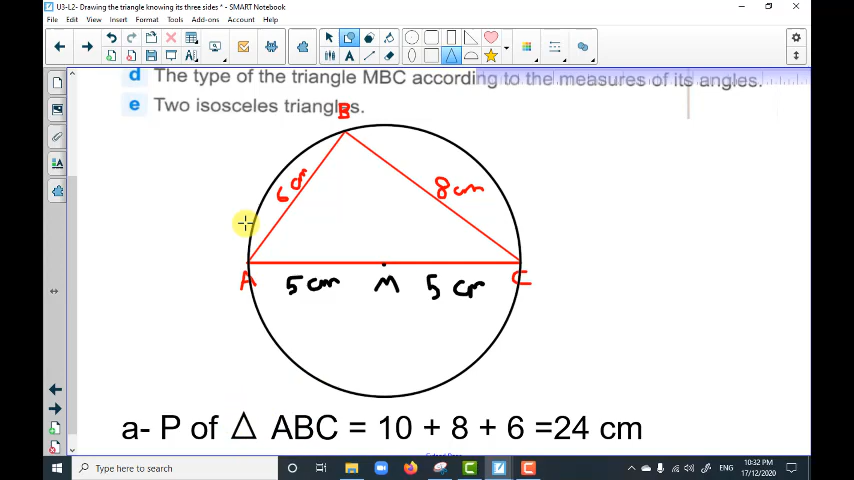 U3-L2- Drawing the triangle knowing its three sides * - SMART Notebook
File Edit View Insert Format Tools Add-ons Account Help
d The type of the triangle MBC according to the measures of its angles.
e Two isosceles triangles.
B
6 cm
8 cm
A
5 cm
M
5 cm
C
a- P of △ ABC = 10 + 8 + 6 =24 cm
Extend Page
Type here to search
ENG
10:32 PM
17/12/2020